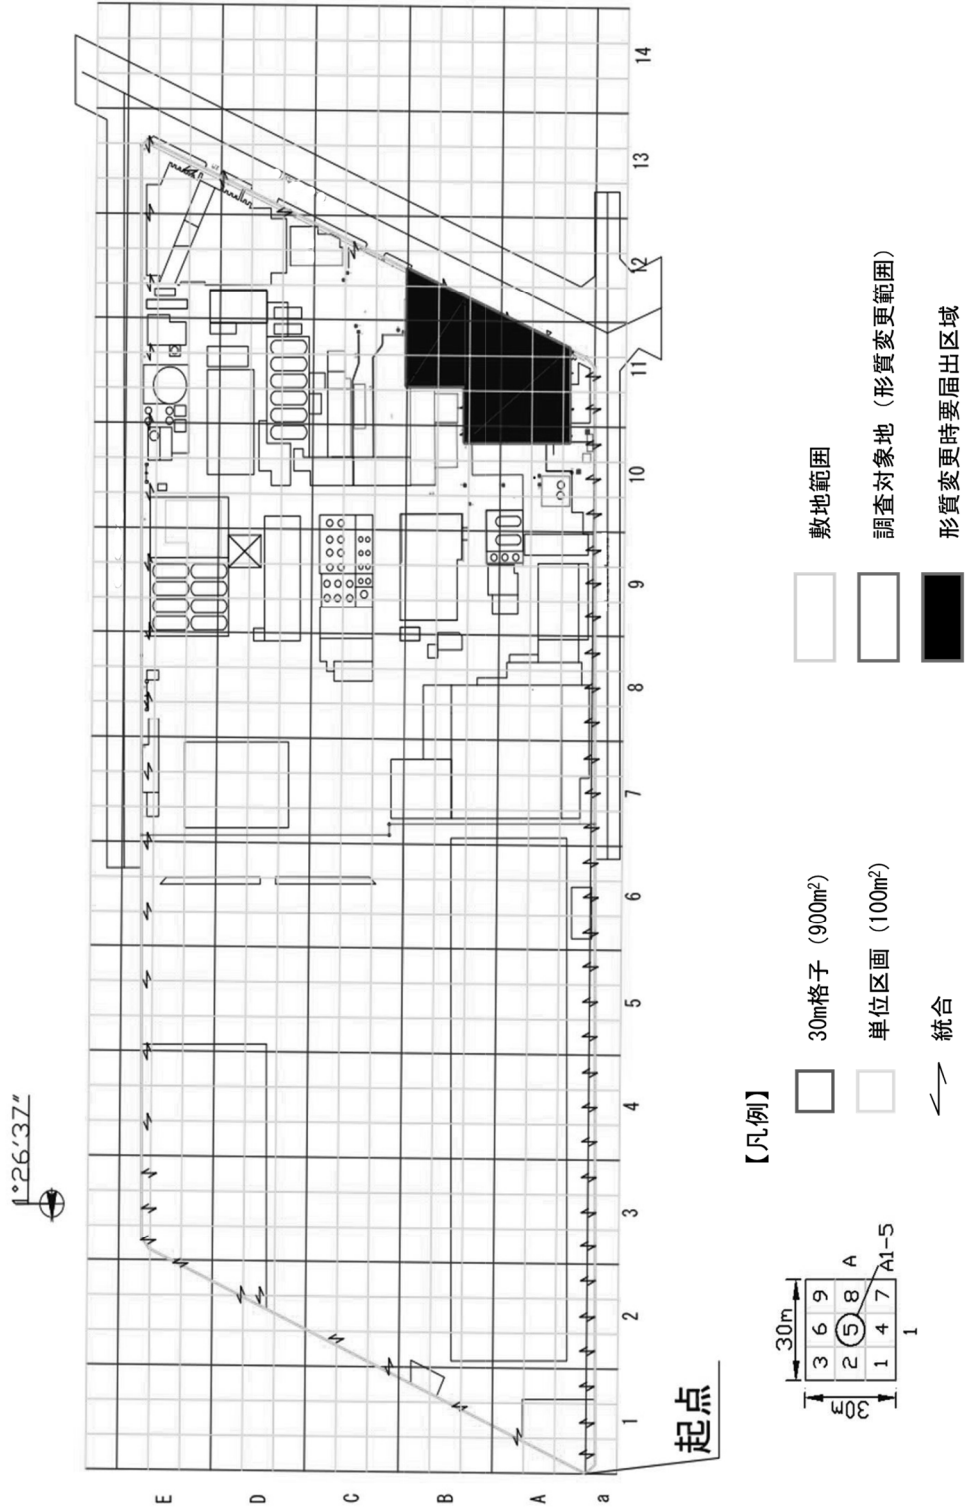 1°26′37″
E
D
C
B
A
a
1
2
3
4
5
6
7
8
9
10
11
12
13
14
起点
【凡例】
30m格子 (900m²)
単位区画 (100m²)
統合
敷地範囲
調査対象地 (形質変更範囲)
形質変更時要届出区域
30m
30m
3 6 9
2 5 8 A
1 4 7 A1-5
1